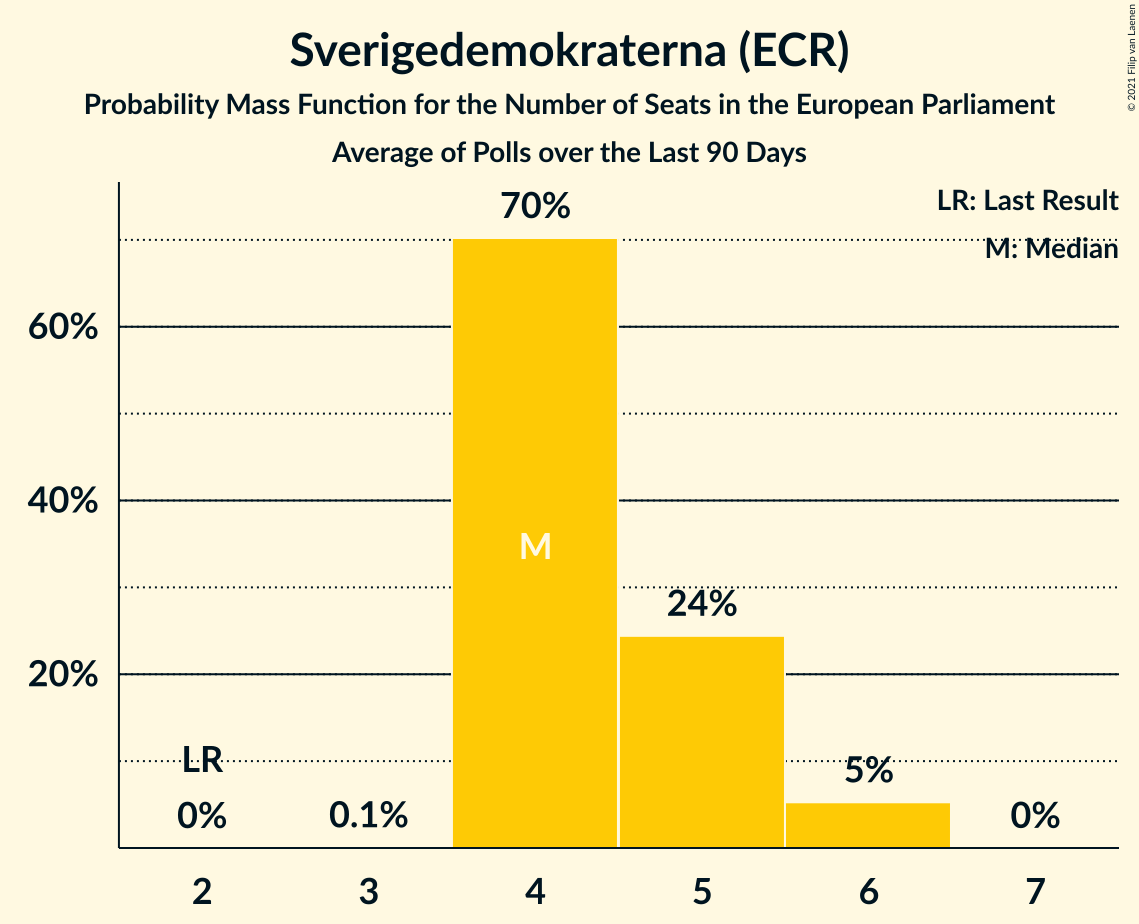 Sverigedemokraterna (ECR)
Probability Mass Function for the Number of Seats in the European Parliament
Average of Polls over the Last 90 Days
© 2021 Filip van Laenen
LR: Last Result
M: Median
70%
60%
40%
M
24%
20%
LR
5%
0%
0.1%
0%
2
3
4
5
6
7